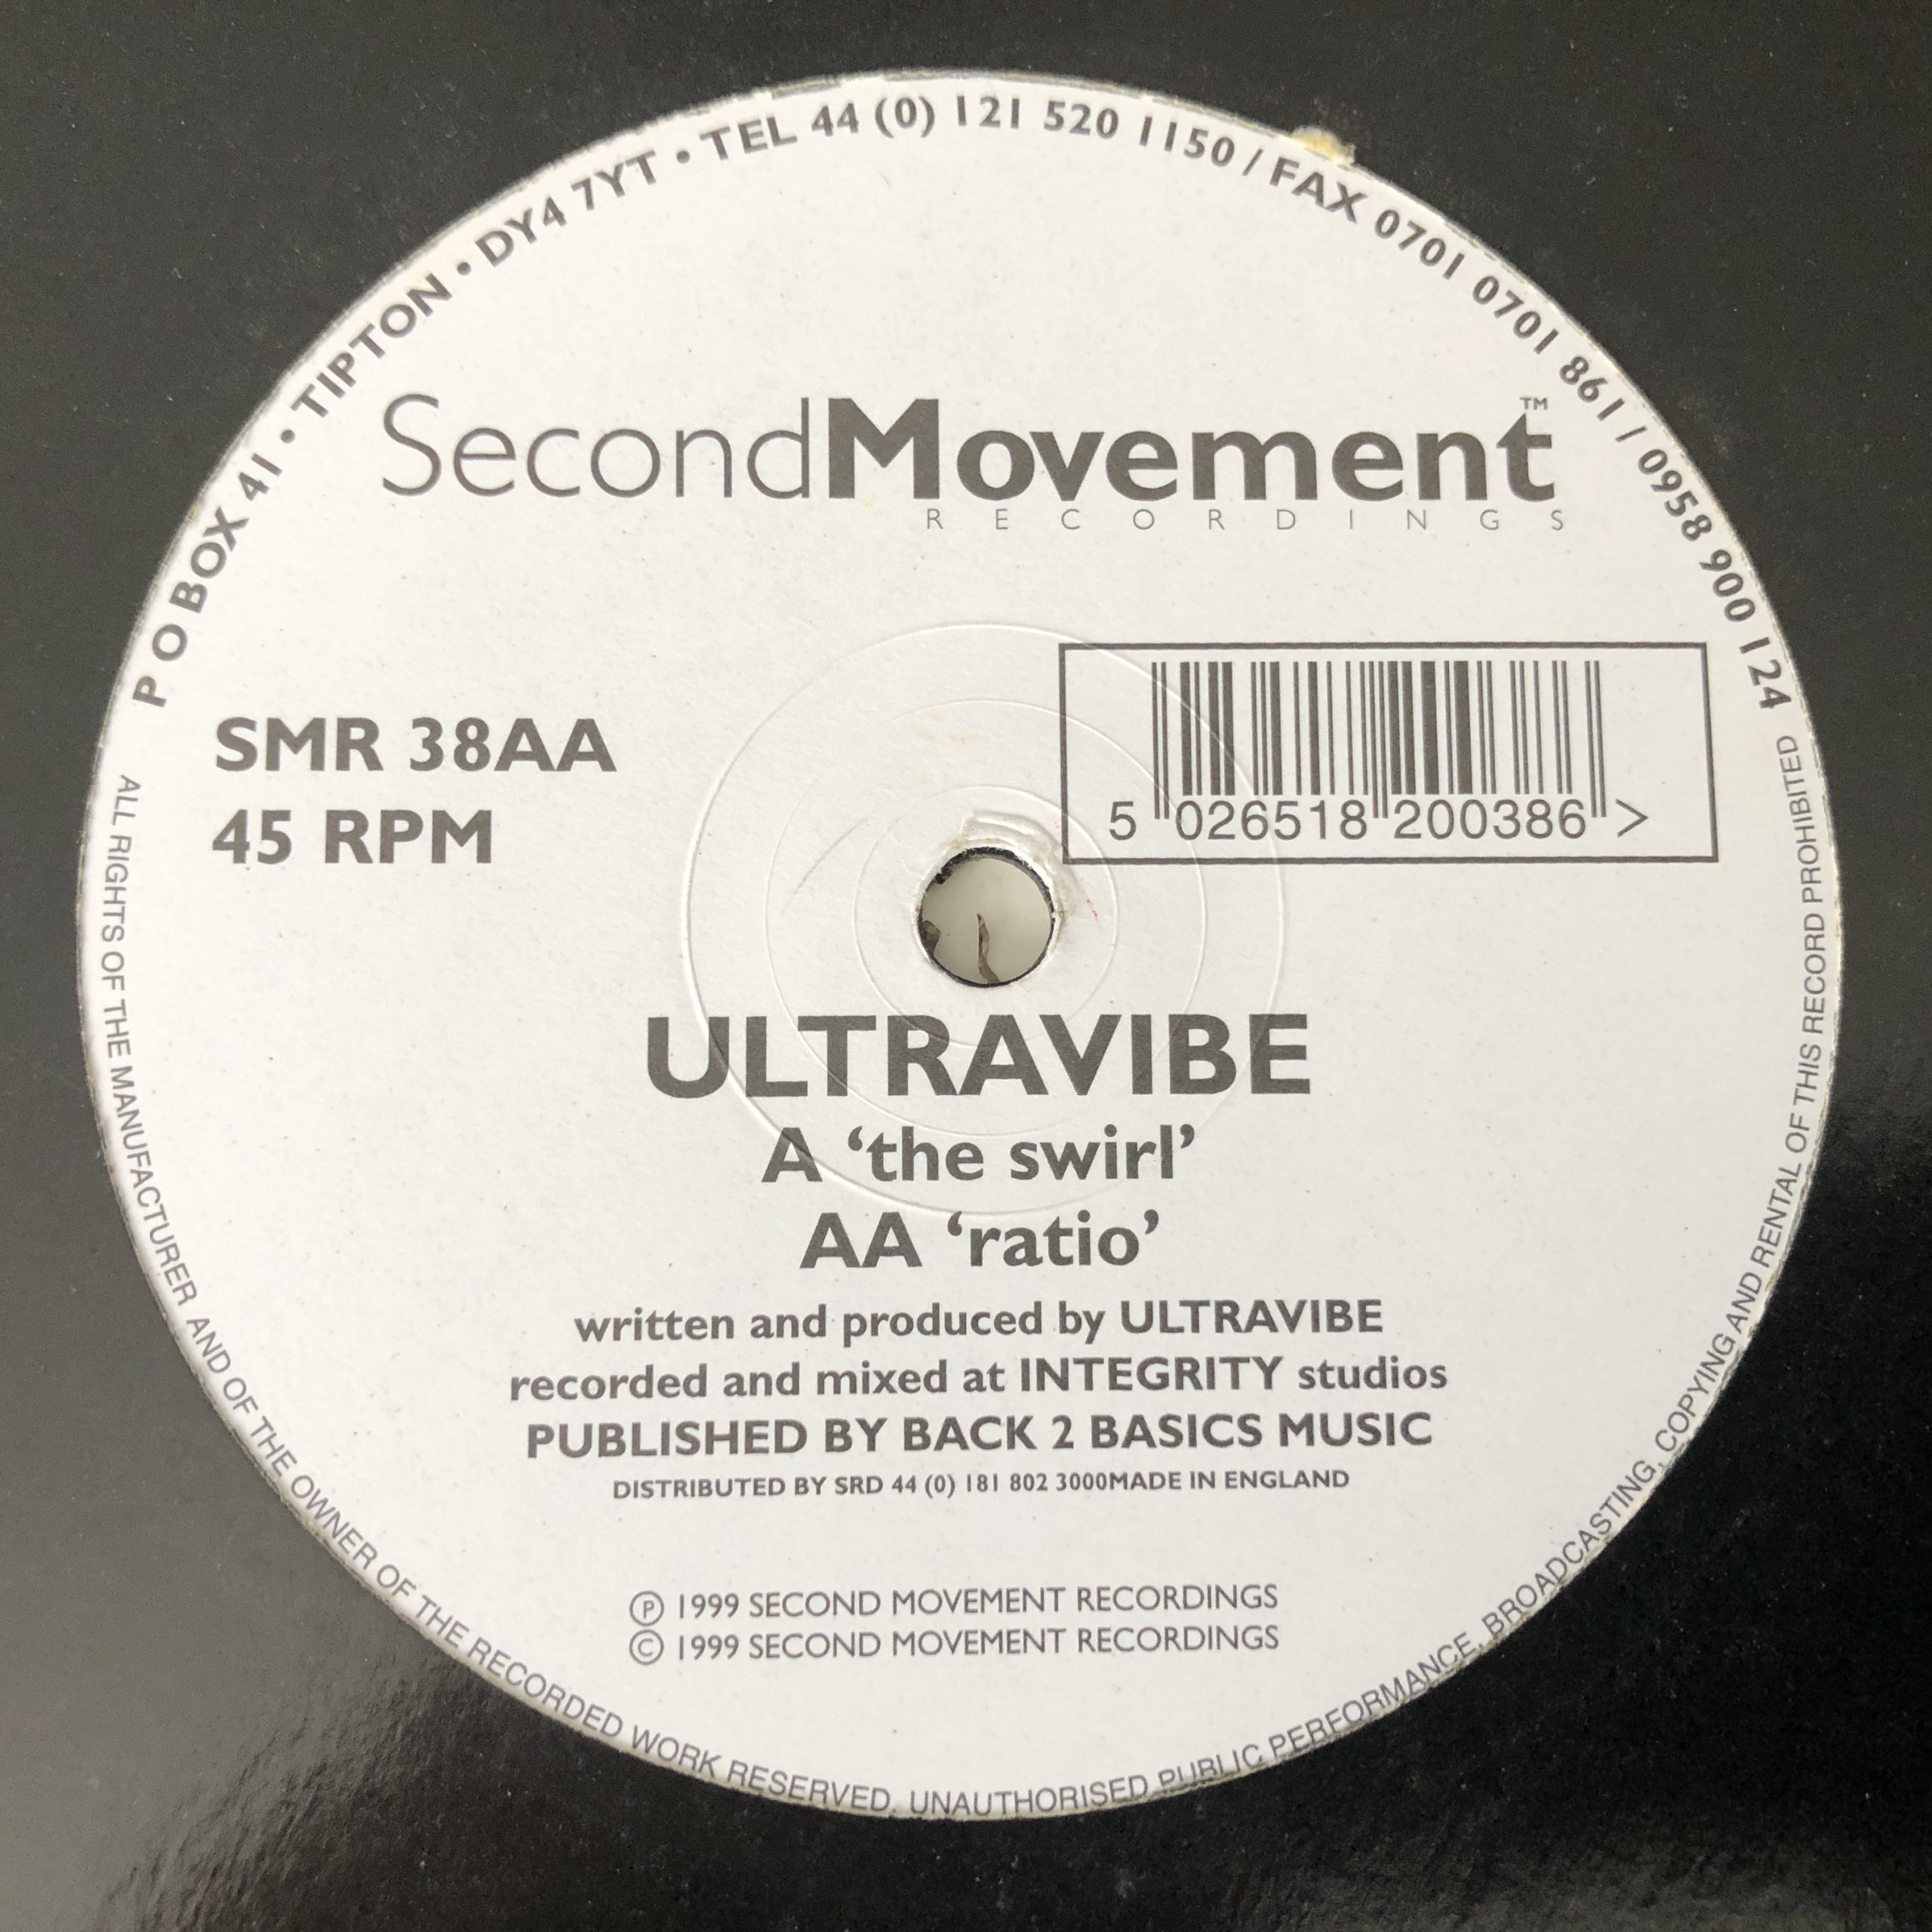 P O BOX 41 • TIPTON • DY4 7YT • TEL 44 (0) 121 520 1150 / FAX 0701 0701 861 / 0958 900 124
SecondMovement™
RECORDINGS
SMR 38AA
45 RPM
5 026518 200386 >
ULTRAVIBE
A ‘the swirl’
AA ‘ratio’
written and produced by ULTRAVIBE
recorded and mixed at INTEGRITY studios
PUBLISHED BY BACK 2 BASICS MUSIC
DISTRIBUTED BY SRD 44 (0) 181 802 3000MADE IN ENGLAND
℗ 1999 SECOND MOVEMENT RECORDINGS
© 1999 SECOND MOVEMENT RECORDINGS
ALL RIGHTS OF THE MANUFACTURER AND OF THE OWNER OF THE RECORDED WORK RESERVED. UNAUTHORISED PUBLIC PERFORMANCE, BROADCASTING, COPYING AND RENTAL OF THIS RECORD PROHIBITED